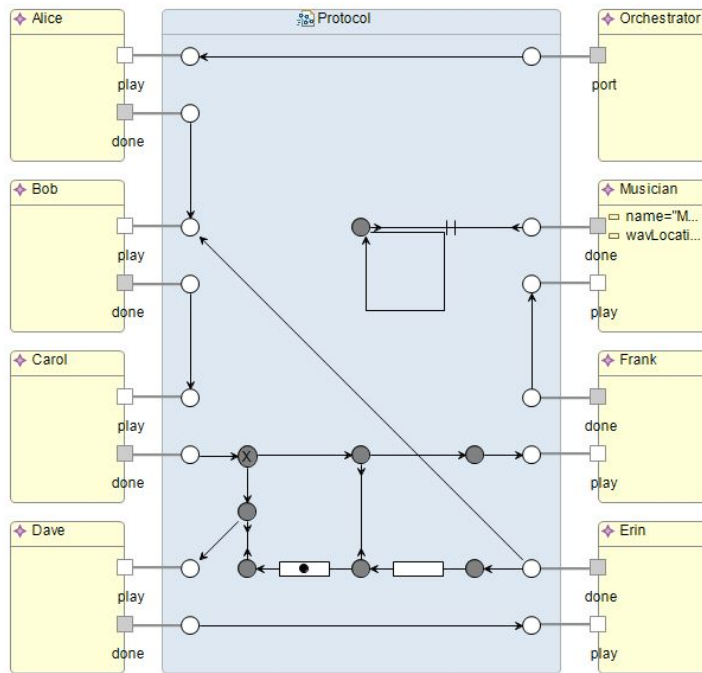 Alice
Protocol
Orchestrator
play
port
done
Bob
Musician
name="M...
wavLocati...
play
done
done
play
Carol
Frank
play
done
done
play
Dave
Erin
play
done
done
play
X